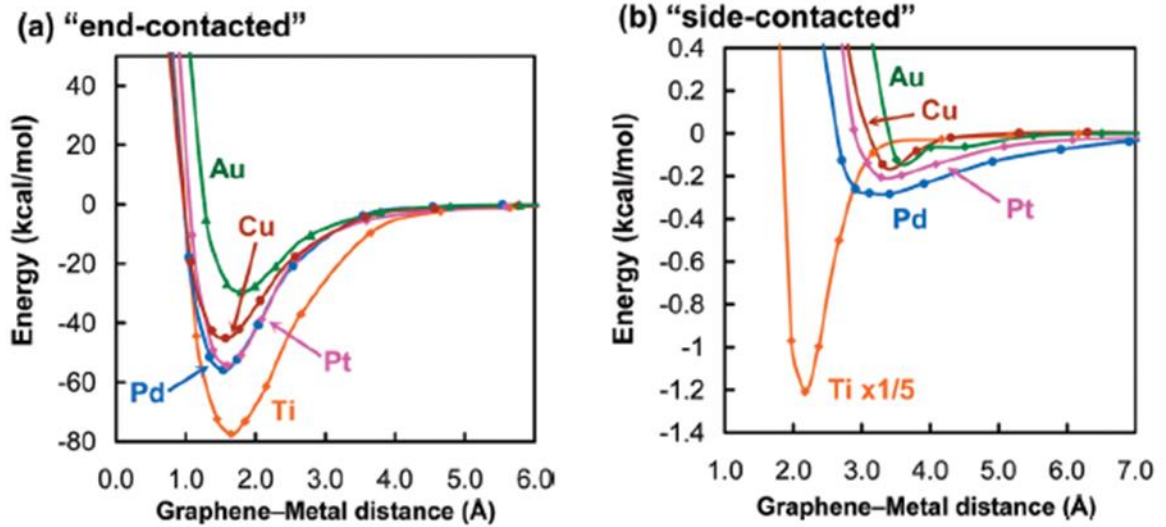 (a) “end-contacted”
40
20
0
-20
-40
-60
-80
Energy (kcal/mol)
Au
Cu
Pt
Pd
Ti
0.0 1.0 2.0 3.0 4.0 5.0 6.0
Graphene–Metal distance (Å)
(b) “side-contacted”
0.4
0.2
0
-0.2
-0.4
-0.6
-0.8
-1
-1.2
-1.4
Energy (kcal/mol)
Au
Cu
Pt
Pd
Ti x1/5
1.0 2.0 3.0 4.0 5.0 6.0 7.0
Graphene–Metal distance (Å)